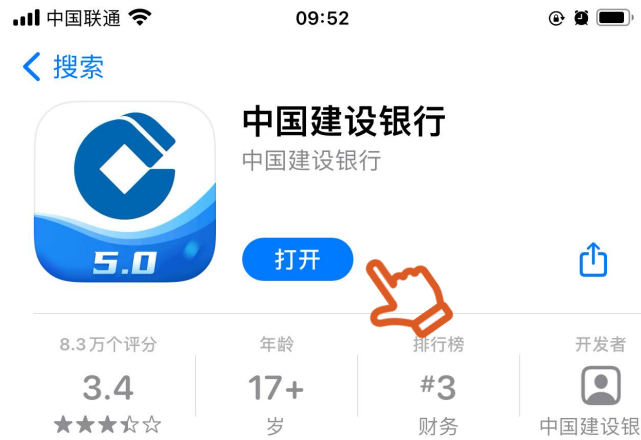 中国联通 09:52
搜索
中国建设银行
中国建设银行
5.0
打开
8.3万个评分 年龄 排行榜 开发者
3.4 17+ #3
岁 财务 中国建设银